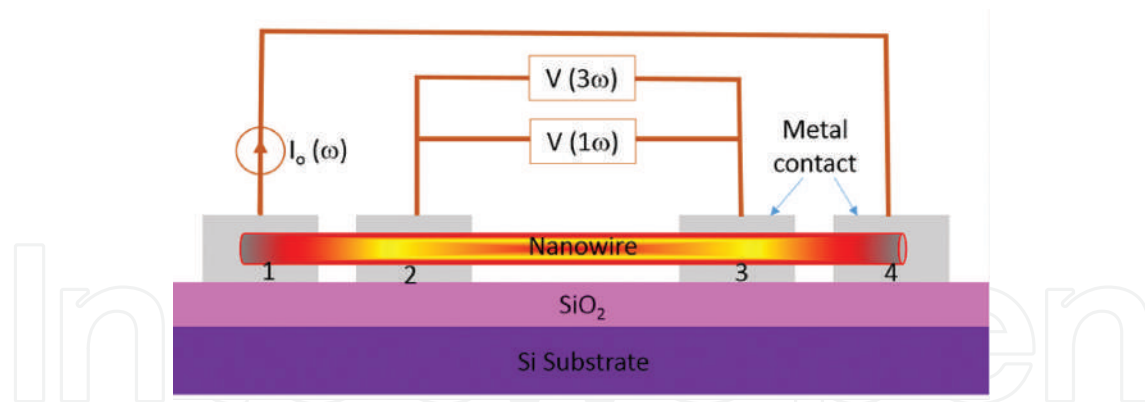 V (3ω)
V (1ω)
I₀ (ω)
Metal
contact
Nanowire
1
2
3
4
SiO₂
Si Substrate